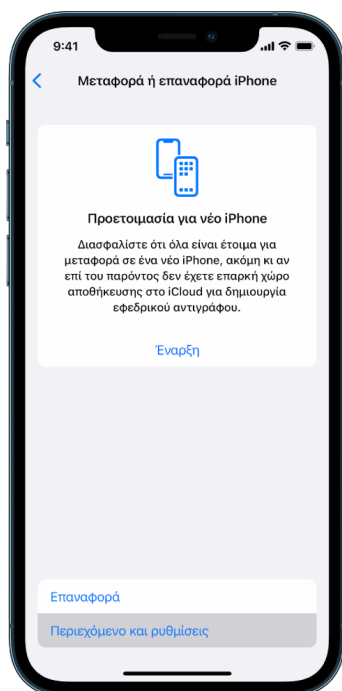 9:41
Μεταφορά ή επαναφορά iPhone
Προετοιμασία για νέο iPhone
Διασφαλίστε ότι όλα είναι έτοιμα για
μεταφορά σε ένα νέο iPhone, ακόμη κι αν
επί του παρόντος δεν έχετε επαρκή χώρο
αποθήκευσης στο iCloud για δημιουργία
εφεδρικού αντιγράφου.
Έναρξη
Επαναφορά
Περιεχόμενο και ρυθμίσεις